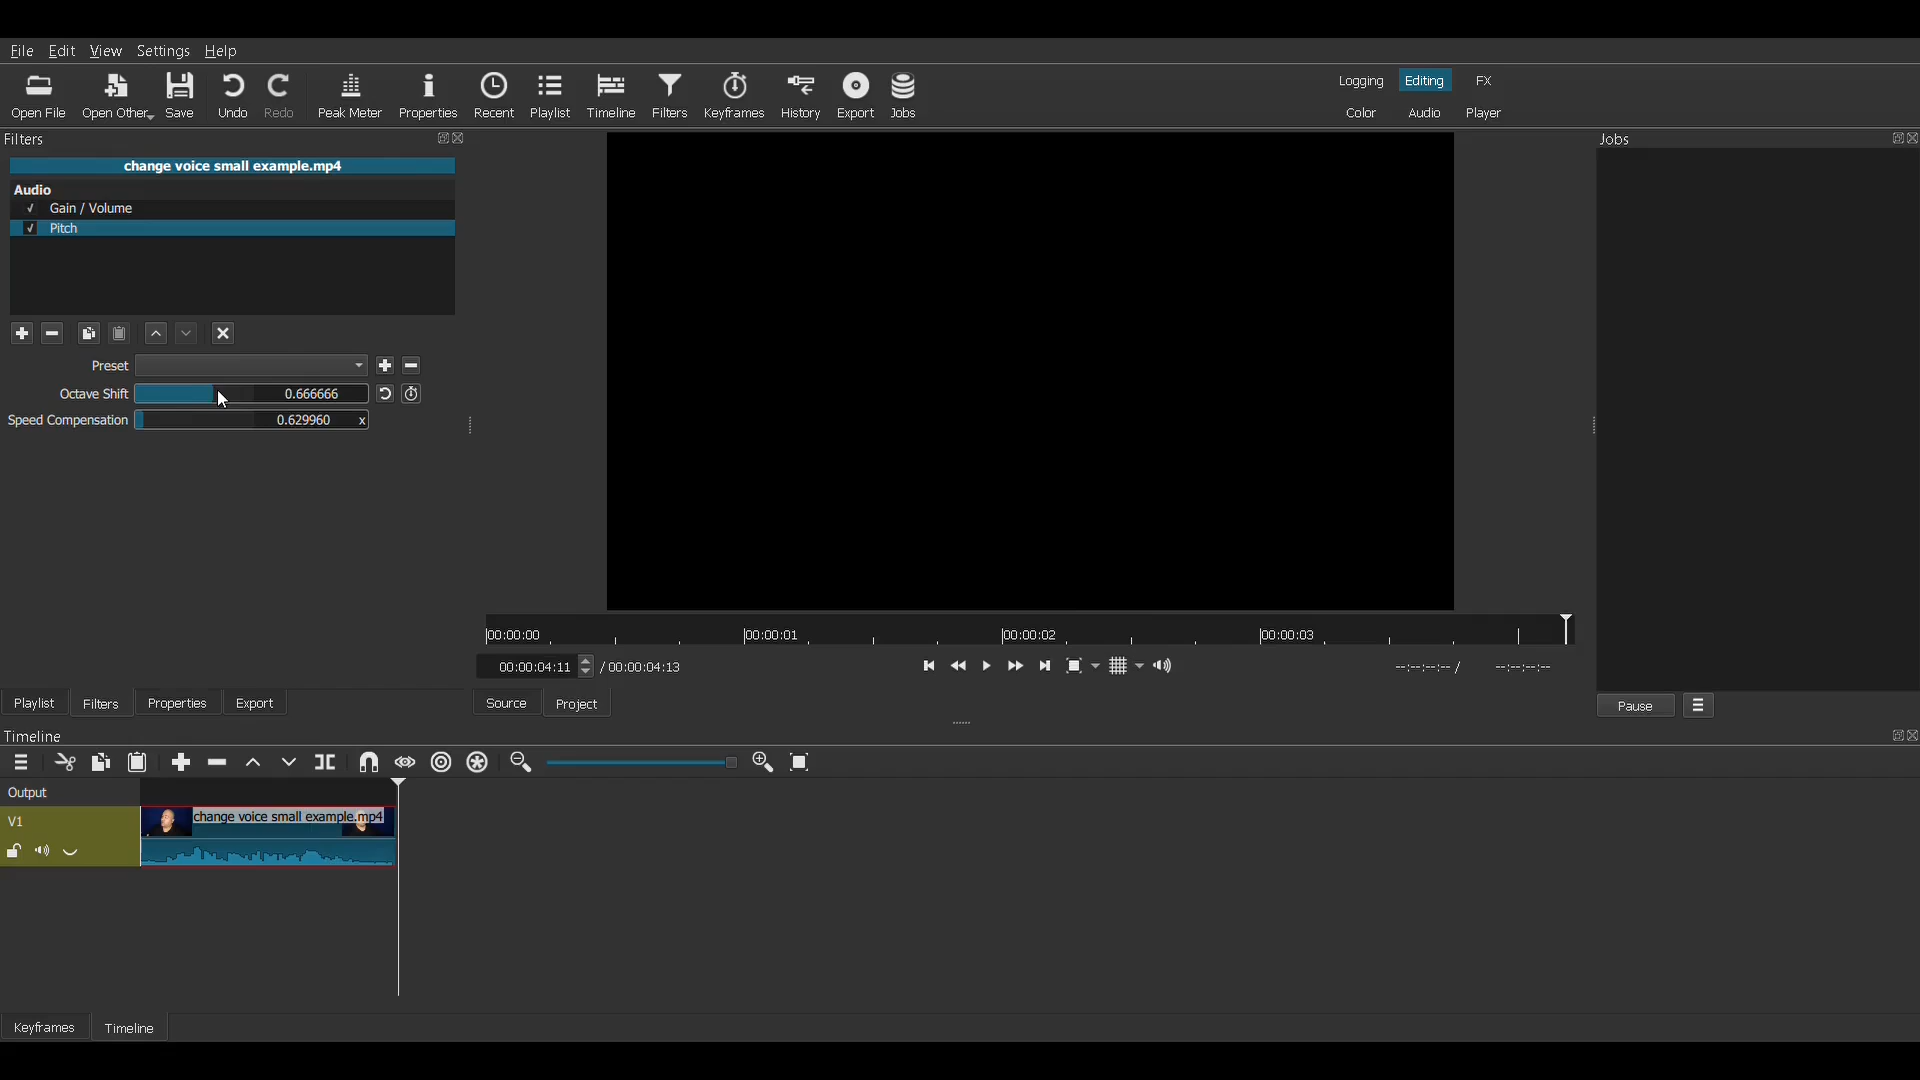 File Edit View Settings Help
Open File Open Other Save Undo Redo Peak Meter Properties Recent Playlist Timeline Filters Keyframes History Export Jobs
Logging Editing FX
Color Audio Player
Filters
change voice small example.mp4
Audio
Gain / Volume
Pitch
Preset
Octave Shift 0.666666
Speed Compensation 0.629960 x
Jobs
00:00:00 00:00:01 00:00:02 00:00:03
00:00:04:11 / 00:00:04:13
--:--:--:-- / --:--:--:--
Playlist Filters Properties Export
Source Project
Pause
Timeline
Output
V1
change voice small example.mp4
Keyframes Timeline